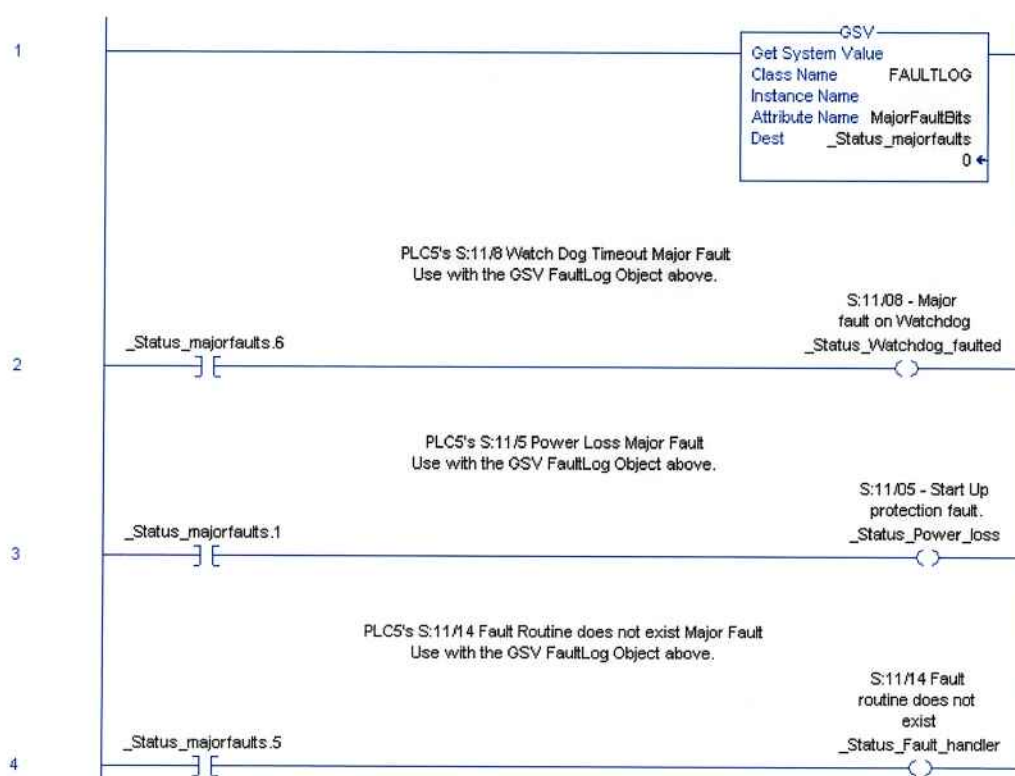 1
GSV
Get System Value
Class Name FAULTLOG
Instance Name
Attribute Name MajorFaultBits
Dest _Status_majorfaults
0
PLC5's S:11/8 Watch Dog Timeout Major Fault
Use with the GSV FaultLog Object above.
S:11/08 - Major
fault on Watchdog
_Status_majorfaults.6
_Status_Watchdog_faulted
2
PLC5's S:11/5 Power Loss Major Fault
Use with the GSV FaultLog Object above.
S:11/05 - Start Up
protection fault.
_Status_majorfaults.1
_Status_Power_loss
3
PLC5's S:11/14 Fault Routine does not exist Major Fault
Use with the GSV FaultLog Object above.
S:11/14 Fault
routine does not
exist
_Status_majorfaults.5
_Status_Fault_handler
4